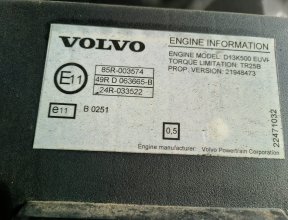 VOLVO
ENGINE INFORMATION
ENGINE MODEL: D13K500 EUVI
TORQUE LIMITATION: TR25B
PROP. VERSION: 21948473
E11
85R-003574
49R D 063665-B
24R-033522
e11
B 0251
0,5
22471032
Engine manufacturer: Volvo Powertrain Corporation